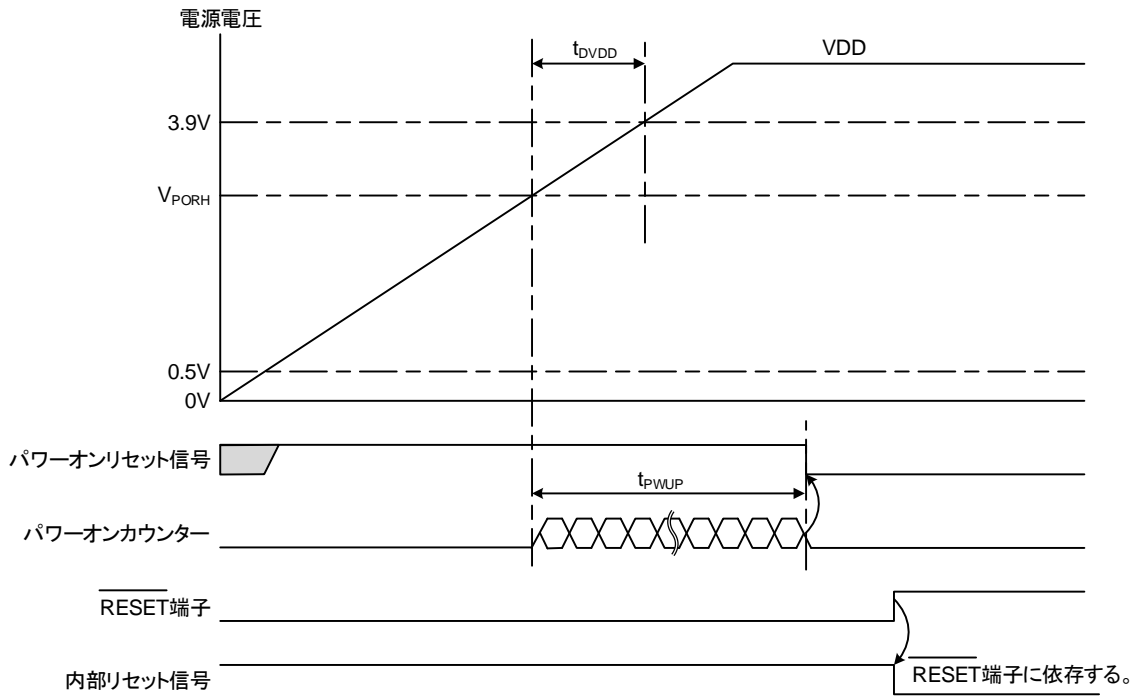 電源電圧
tDVDD
VDD
3.9V
VPORH
0.5V
0V
パワーオンリセット信号
tPWUP
パワーオンカウンター
RESET端子
内部リセット信号
RESET端子に依存する。